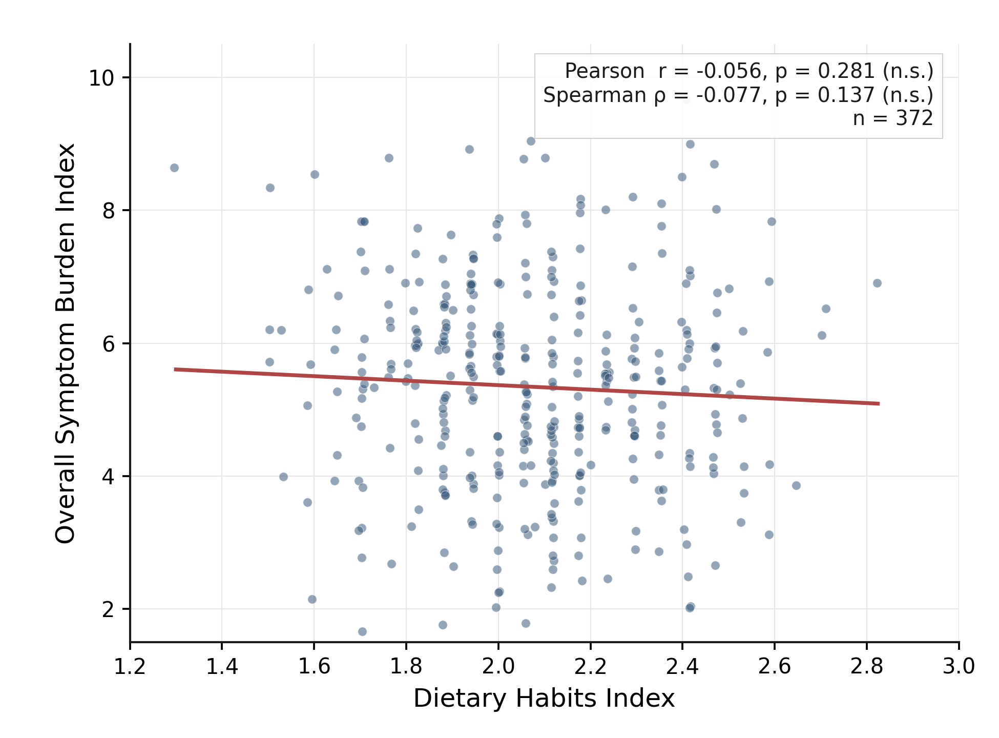 Pearson  r = -0.056, p = 0.281 (n.s.)
Spearman ρ = -0.077, p = 0.137 (n.s.)
n = 372
Overall Symptom Burden Index
10
8
6
4
2
1.2 1.4 1.6 1.8 2.0 2.2 2.4 2.6 2.8 3.0
Dietary Habits Index